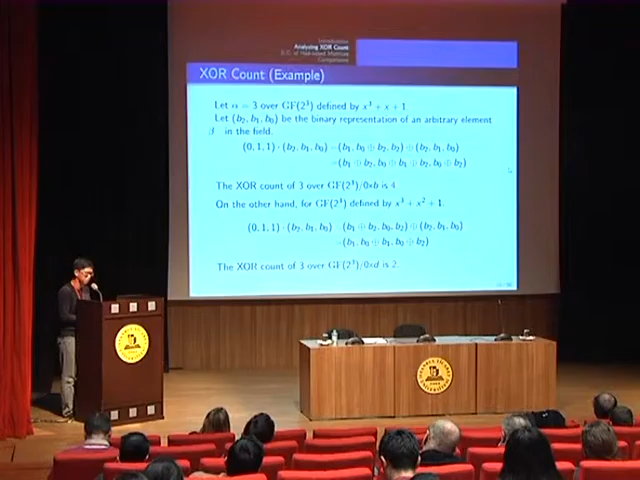 Introduction
Analyzing XOR Count
XOR Count (Example)
Let α = 3 over GF(2³) defined by x³ + x + 1.
Let (b₂, b₁, b₀) be the binary representation of an arbitrary element
β in the field.
(0, 1, 1) · (b₂, b₁, b₀) = (b₁, b₀ ⊕ b₂, b₂) ⊕ (b₂, b₁, b₀)
=(b₁ ⊕ b₂, b₀ ⊕ b₁ ⊕ b₂, b₀ ⊕ b₂)
The XOR count of 3 over GF(2³)/0xb is 4.
On the other hand, for GF(2³) defined by x³ + x² + 1.
(0, 1, 1) · (b₂, b₁, b₀) (b₁ ⊕ b₂, b₀, b₂) ⊕ (b₂, b₁, b₀)
=(b₁, b₀ ⊕ b₁, b₀ ⊕ b₂)
The XOR count of 3 over GF(2³)/0xd is 2.